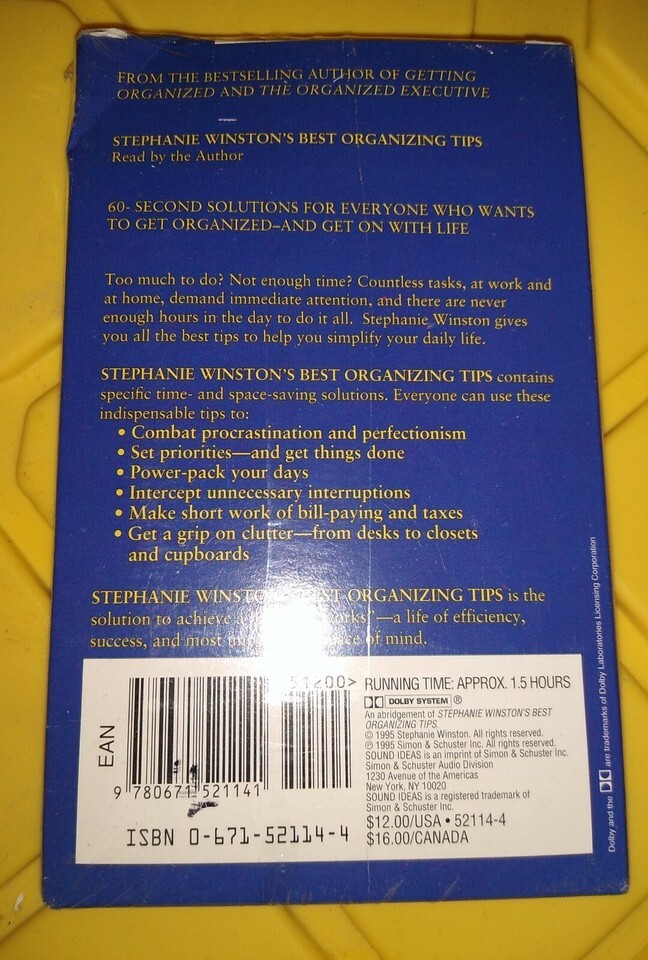 FROM THE BESTSELLING AUTHOR OF GETTING
ORGANIZED AND THE ORGANIZED EXECUTIVE
STEPHANIE WINSTON'S BEST ORGANIZING TIPS
Read by the Author
60- SECOND SOLUTIONS FOR EVERYONE WHO WANTS
TO GET ORGANIZED–AND GET ON WITH LIFE
Too much to do? Not enough time? Countless tasks, at work and
at home, demand immediate attention, and there are never
enough hours in the day to do it all. Stephanie Winston gives
you all the best tips to help you simplify your daily life.
STEPHANIE WINSTON'S BEST ORGANIZING TIPS contains
specific time- and space-saving solutions. Everyone can use these
indispensable tips to:
• Combat procrastination and perfectionism
• Set priorities—and get things done
• Power-pack your days
• Intercept unnecessary interruptions
• Make short work of bill-paying and taxes
• Get a grip on clutter—from desks to closets
and cupboards
STEPHANIE WINSTON'S BEST ORGANIZING TIPS is the
solution to achieve —a life of efficiency,
success, and most of mind.
51200>
EAN
9 780671 521141
ISBN 0-671-52114-4
RUNNING TIME: APPROX. 1.5 HOURS
DOLBY SYSTEM ®
An abridgement of STEPHANIE WINSTON'S BEST
ORGANIZING TIPS.
© 1995 Stephanie Winston. All rights reserved.
℗ 1995 Simon & Schuster Inc. All rights reserved.
SOUND IDEAS is an imprint of Simon & Schuster Inc.
Simon & Schuster Audio Division
1230 Avenue of the Americas
New York, NY 10020
SOUND IDEAS is a registered trademark of
Simon & Schuster Inc.
$12.00/USA • 52114-4
$16.00/CANADA
Dolby and the are trademarks of Dolby Laboratories Licensing Corporation